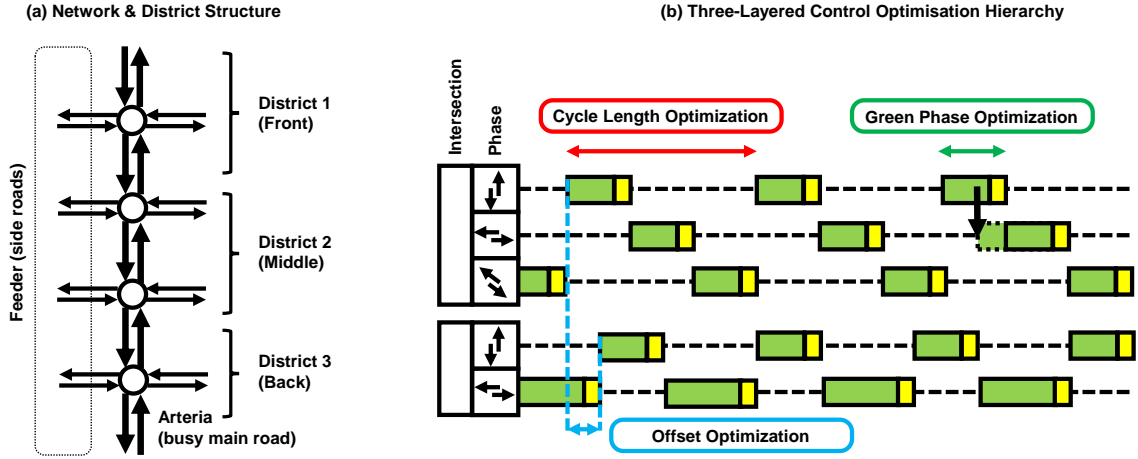 (a) Network & District Structure
Feeder (side roads)
District 1
(Front)
District 2
(Middle)
District 3
(Back)
Arteria
(busy main road)
(b) Three-Layered Control Optimisation Hierarchy
Intersection
Phase
Cycle Length Optimization
Green Phase Optimization
Offset Optimization